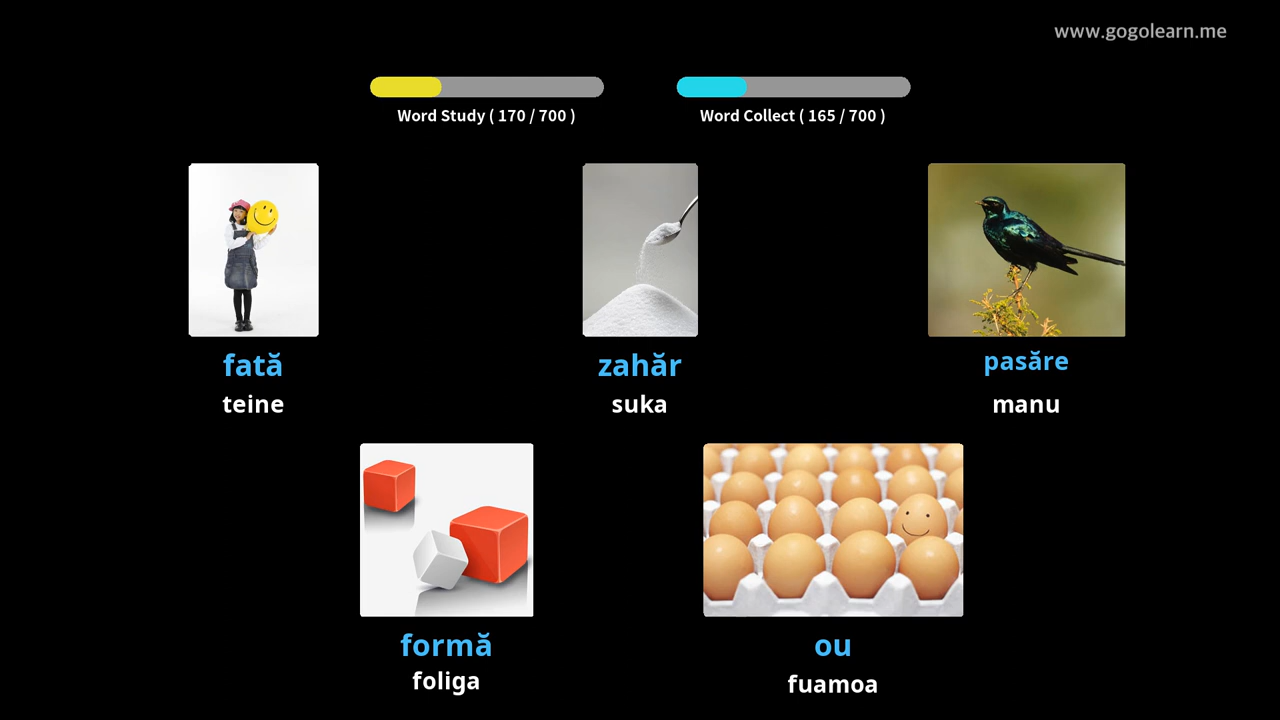 www.gogolearn.me
Word Study ( 170 / 700 )
Word Collect ( 165 / 700 )
fată
zahăr
pasăre
teine
suka
manu
formă
ou
foliga
fuamoa